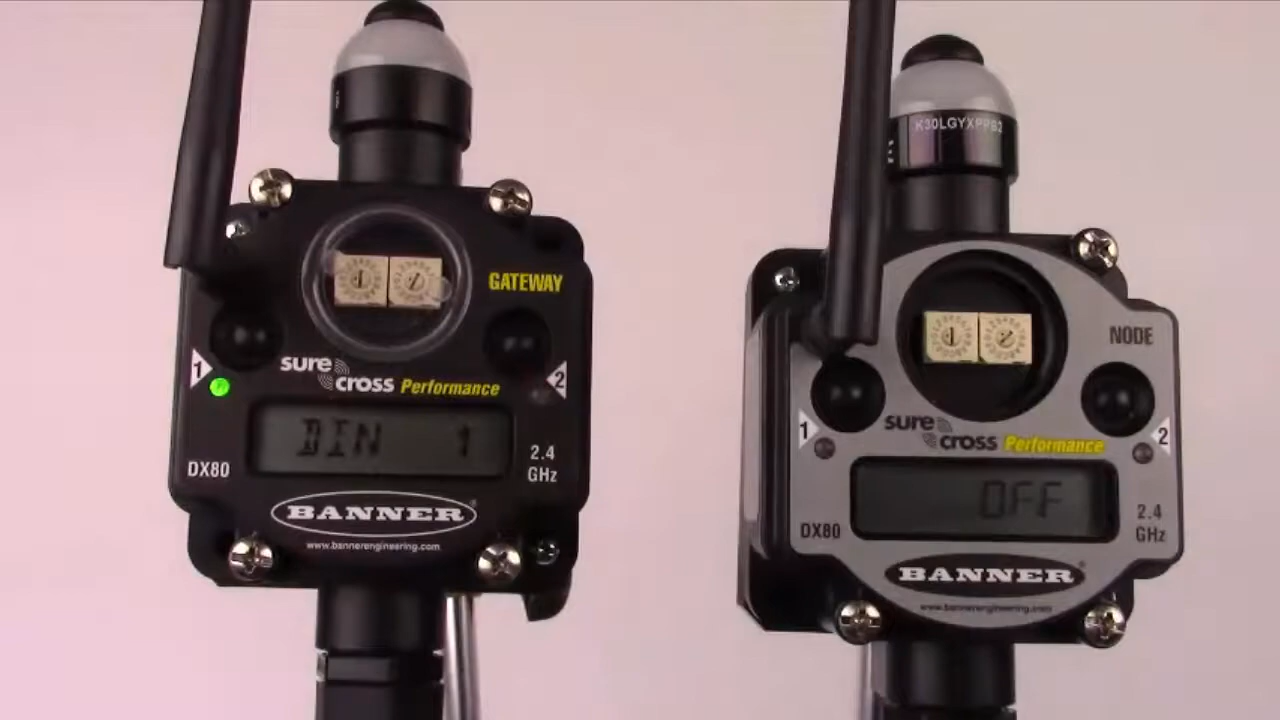 GATEWAY
1
2
sure cross Performance
DIN 1
DX80
2.4 GHz
BANNER
www.bannerengineering.com
K30LGYXPPB2
NODE
1
2
sure cross Performance
OFF
DX80
2.4 GHz
BANNER
www.bannerengineering.com